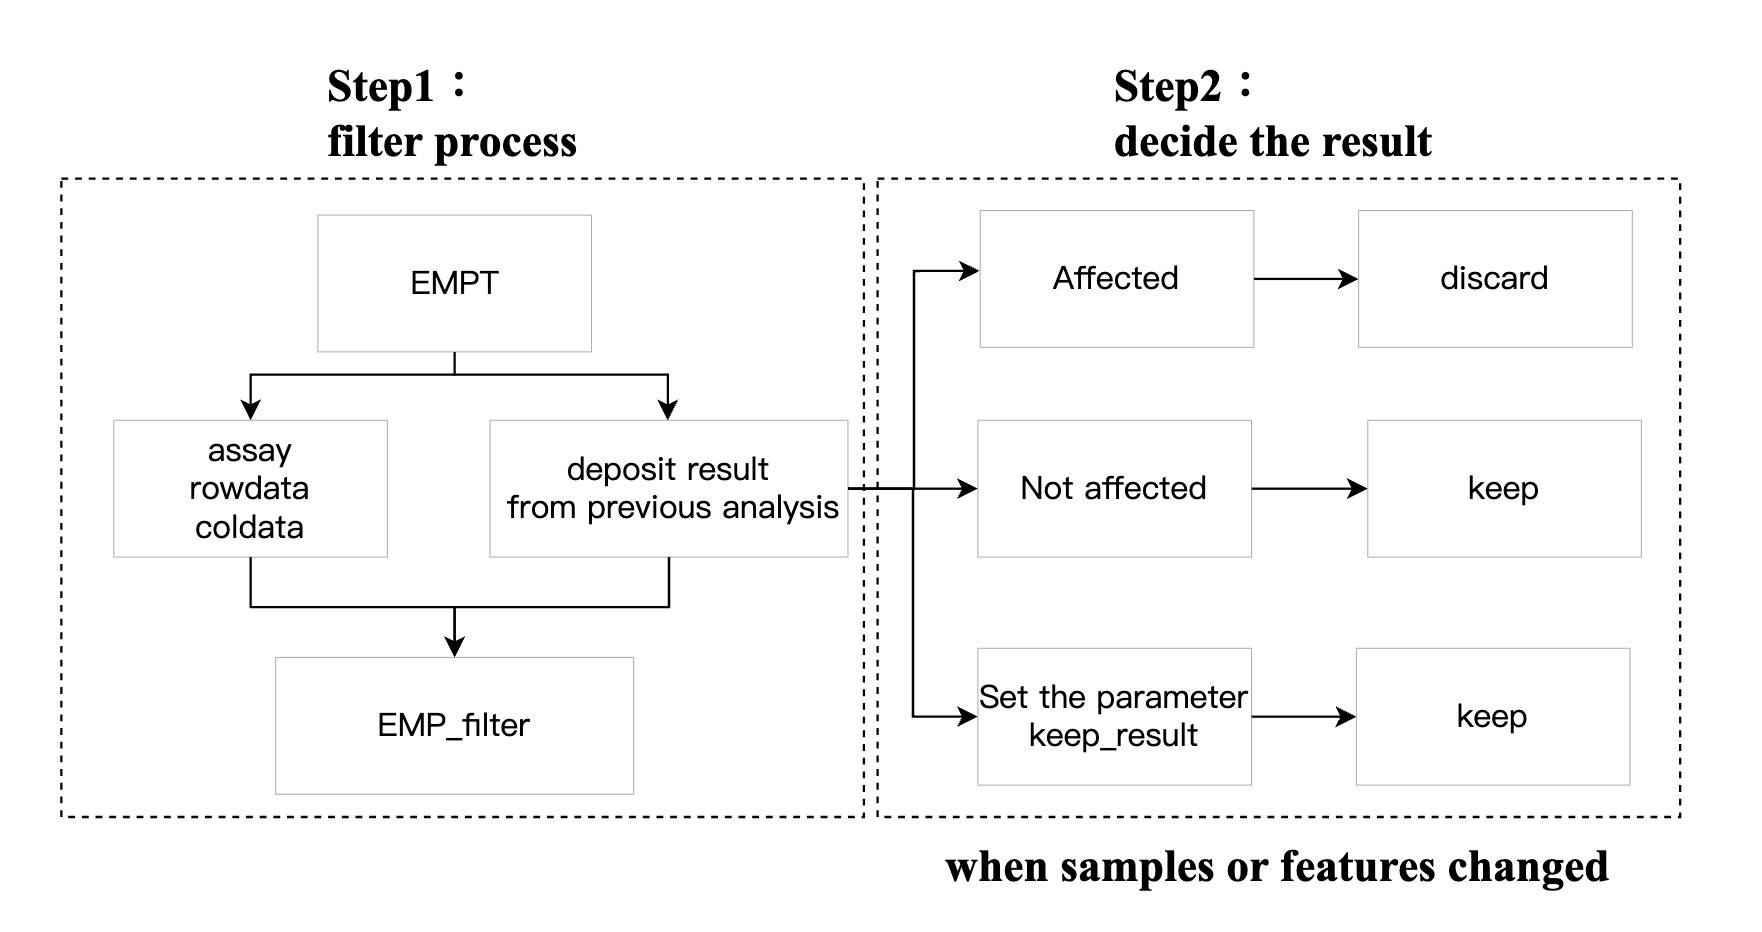 Step1：
filter process
EMPT
assay
rowdata
coldata
deposit result
from previous analysis
EMP_filter
Step2：
decide the result
Affected
discard
Not affected
keep
Set the parameter
keep_result
keep
when samples or features changed